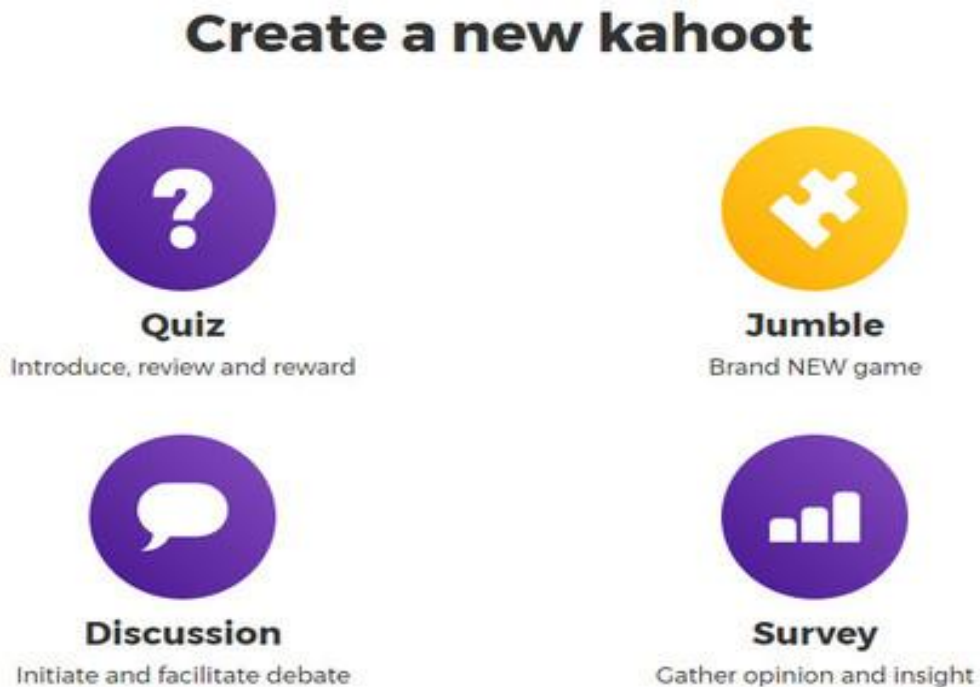 Create a new kahoot
?
Quiz
Introduce, review and reward
Jumble
Brand NEW game
Discussion
Initiate and facilitate debate
Survey
Gather opinion and insight